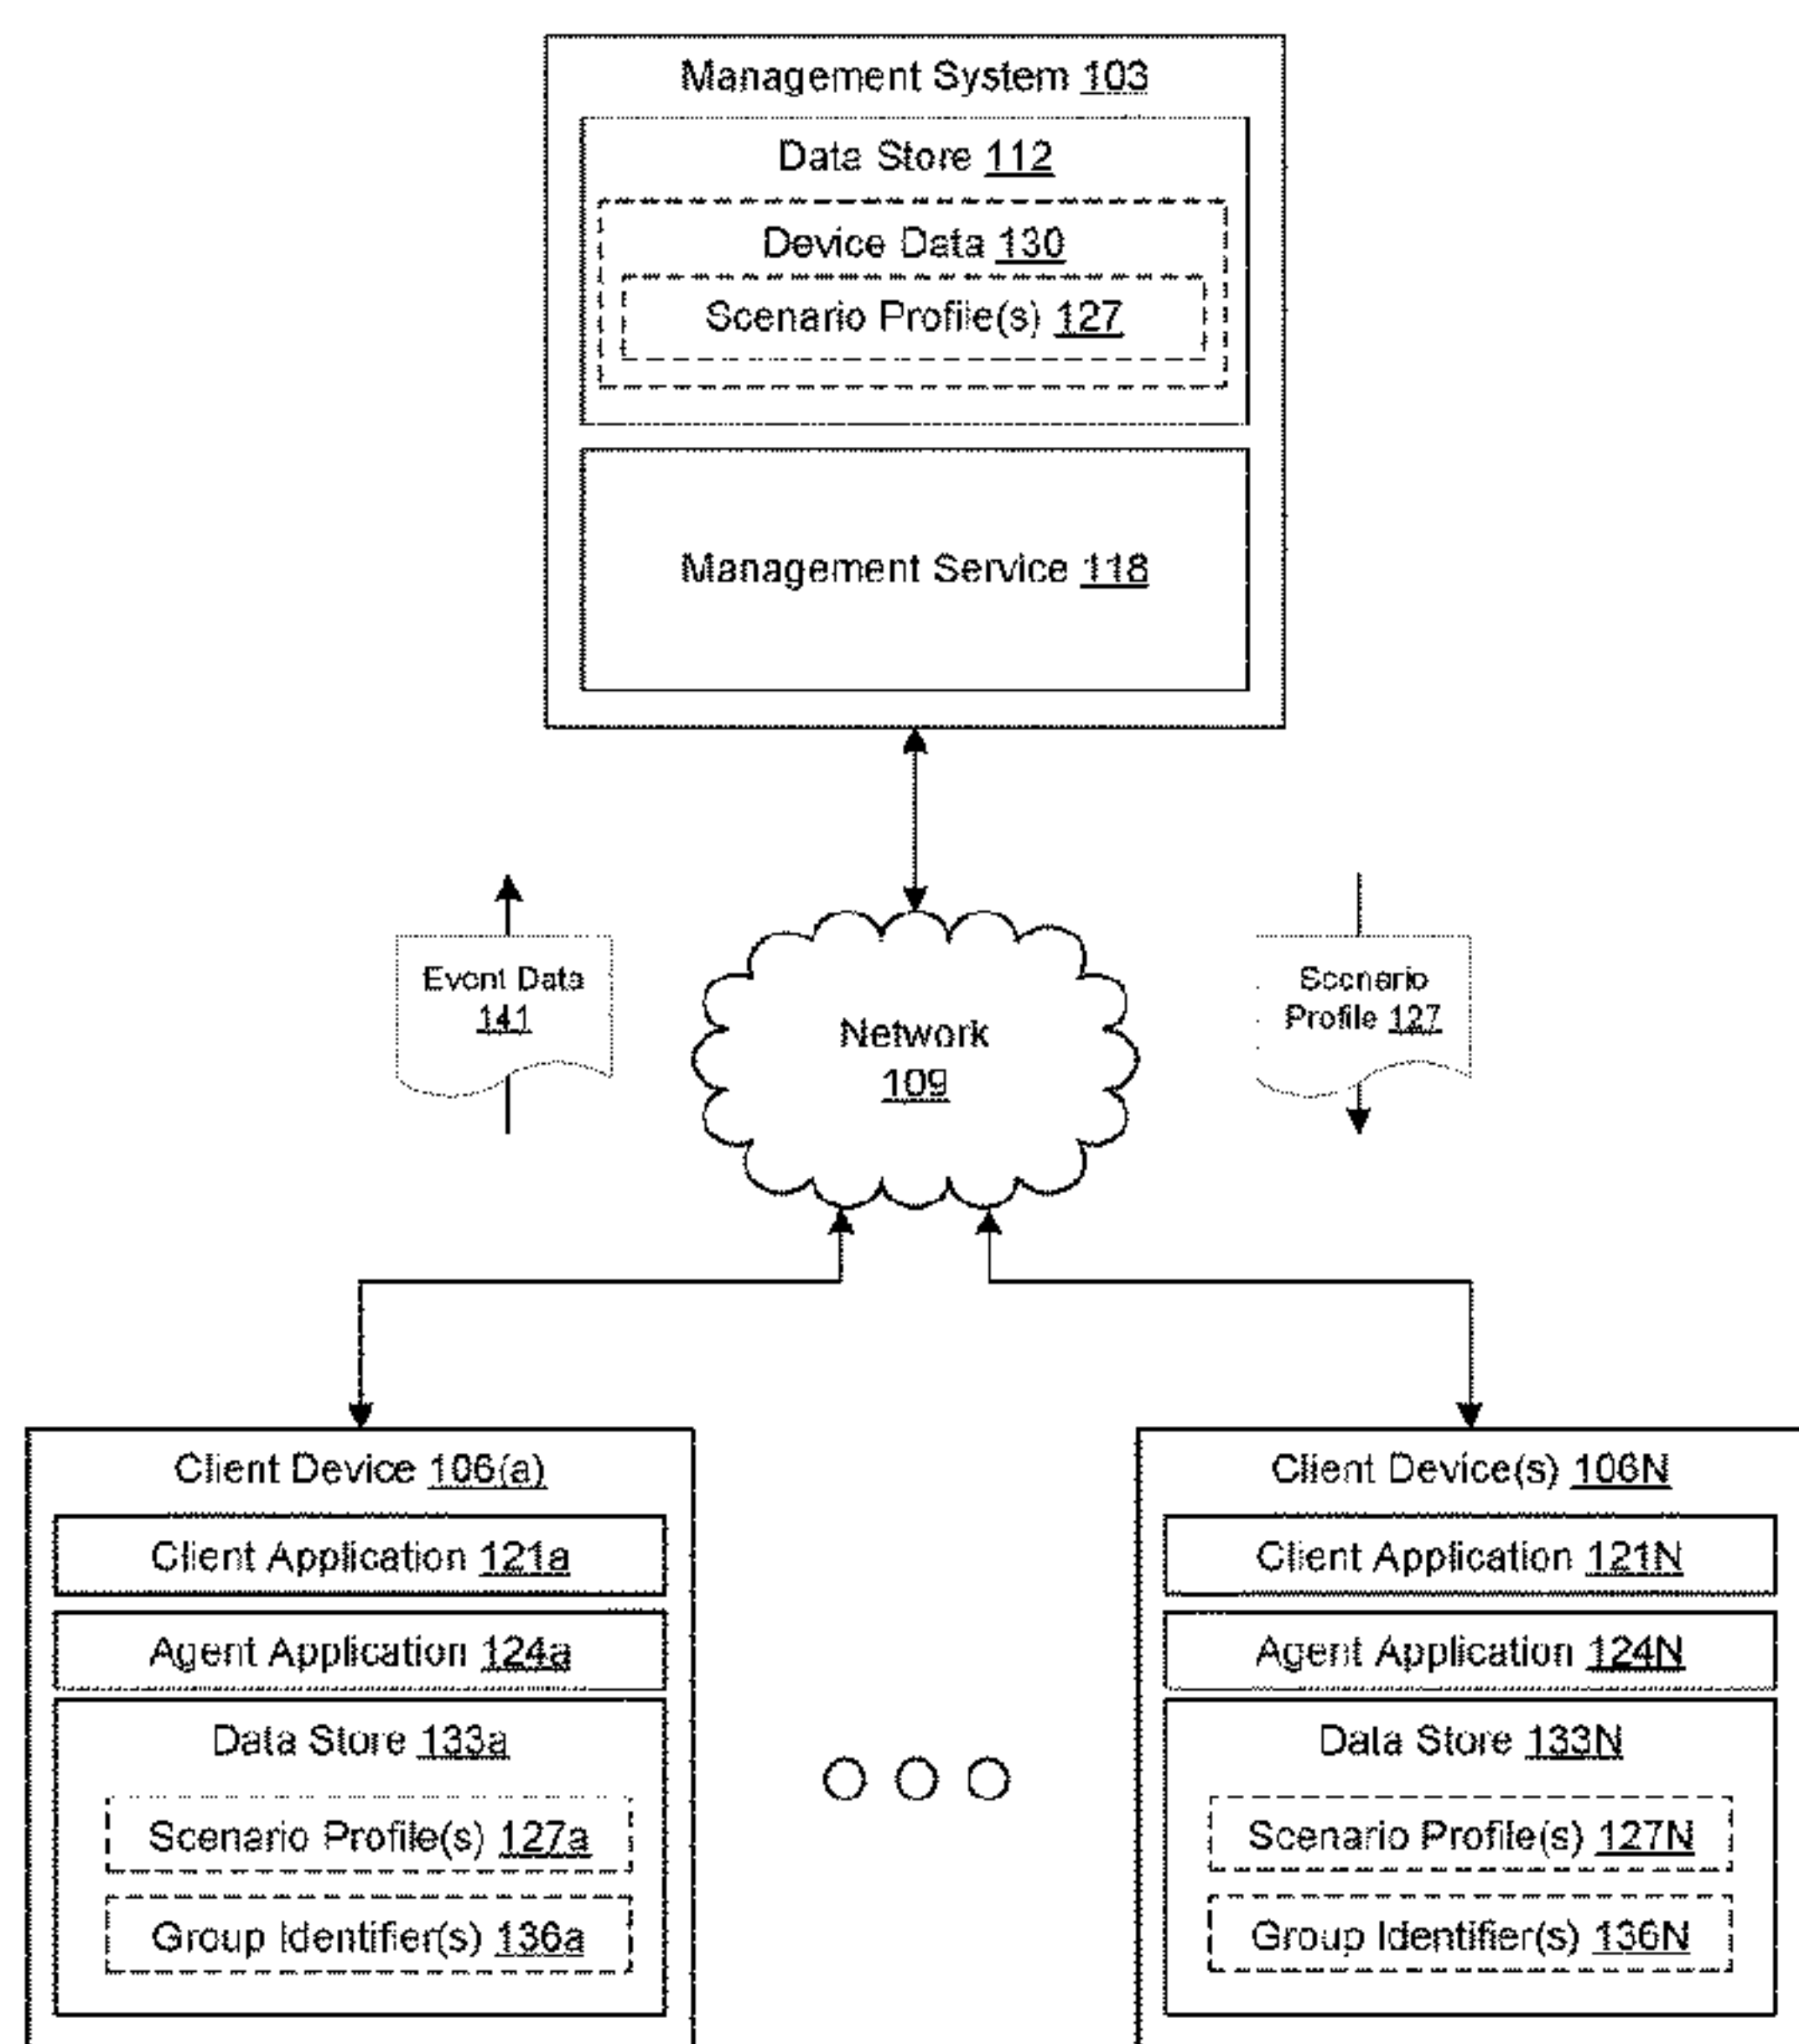 Management System 103
Data Store 112
Device Data 130
Scenario Profile(s) 127
Management Service 118
Event Data
141
Network
109
Scenario
Profile 127
Client Device 106(a)
Client Application 121a
Agent Application 124a
Data Store 133a
Scenario Profile(s) 127a
Group Identifier(s) 136a
Client Device(s) 106N
Client Application 121N
Agent Application 124N
Data Store 133N
Scenario Profile(s) 127N
Group Identifier(s) 136N